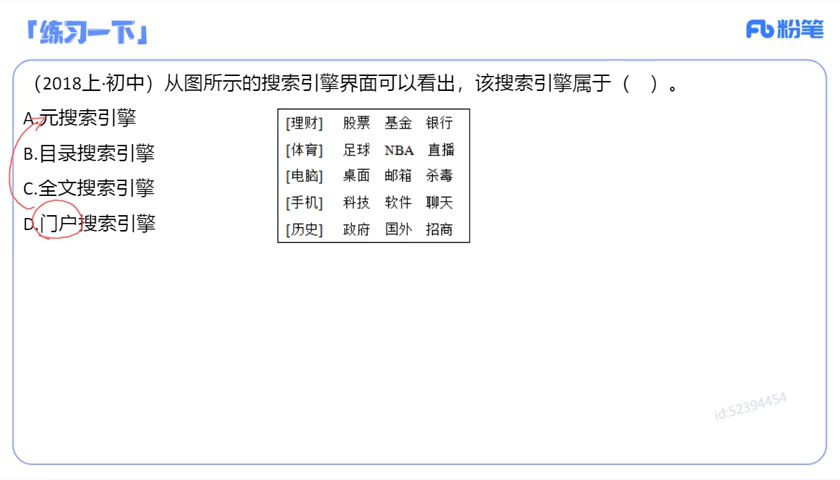 「练习一下」
粉笔
（2018上·初中）从图所示的搜索引擎界面可以看出，该搜索引擎属于（ ）。
A.元搜索引擎
B.目录搜索引擎
C.全文搜索引擎
D.门户搜索引擎
[理财] 股票 基金 银行
[体育] 足球 NBA 直播
[电脑] 桌面 邮箱 杀毒
[手机] 科技 软件 聊天
[历史] 政府 国外 招商
id:52394454